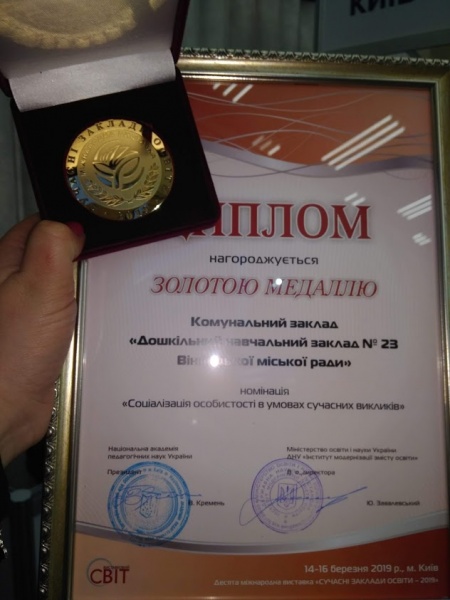 КИЇВ
ЗАКЛАДИ
ДИПЛОМ
нагороджується
ЗОЛОТОЮ МЕДАЛЛЮ
Комунальний заклад
«Дошкільний навчальний заклад № 23
Вінницької міської ради»
номінація
«Соціалізація особистості в умовах сучасних викликів»
Національна академія
педагогічних наук України
Президент
В. Кремень
Міністерство освіти і науки України
ДНУ «Інститут модернізації змісту освіти»
В. о. директора
Ю. Завалевський
СВІТ
14-16 березня 2019 р., м. Київ
Десята міжнародна виставка «СУЧАСНІ ЗАКЛАДИ ОСВІТИ – 2019»